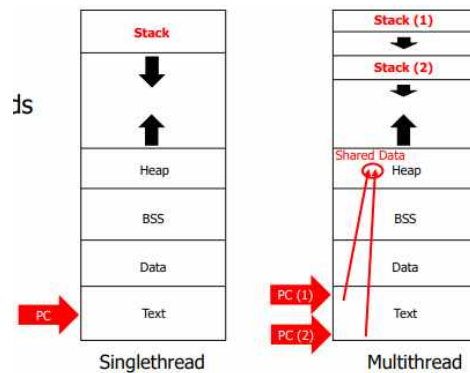 ds
Stack
Heap
BSS
Data
PC
Text
Singlethread
Stack (1)
Stack (2)
Shared Data
Heap
BSS
Data
PC (1)
Text
PC (2)
Multithread